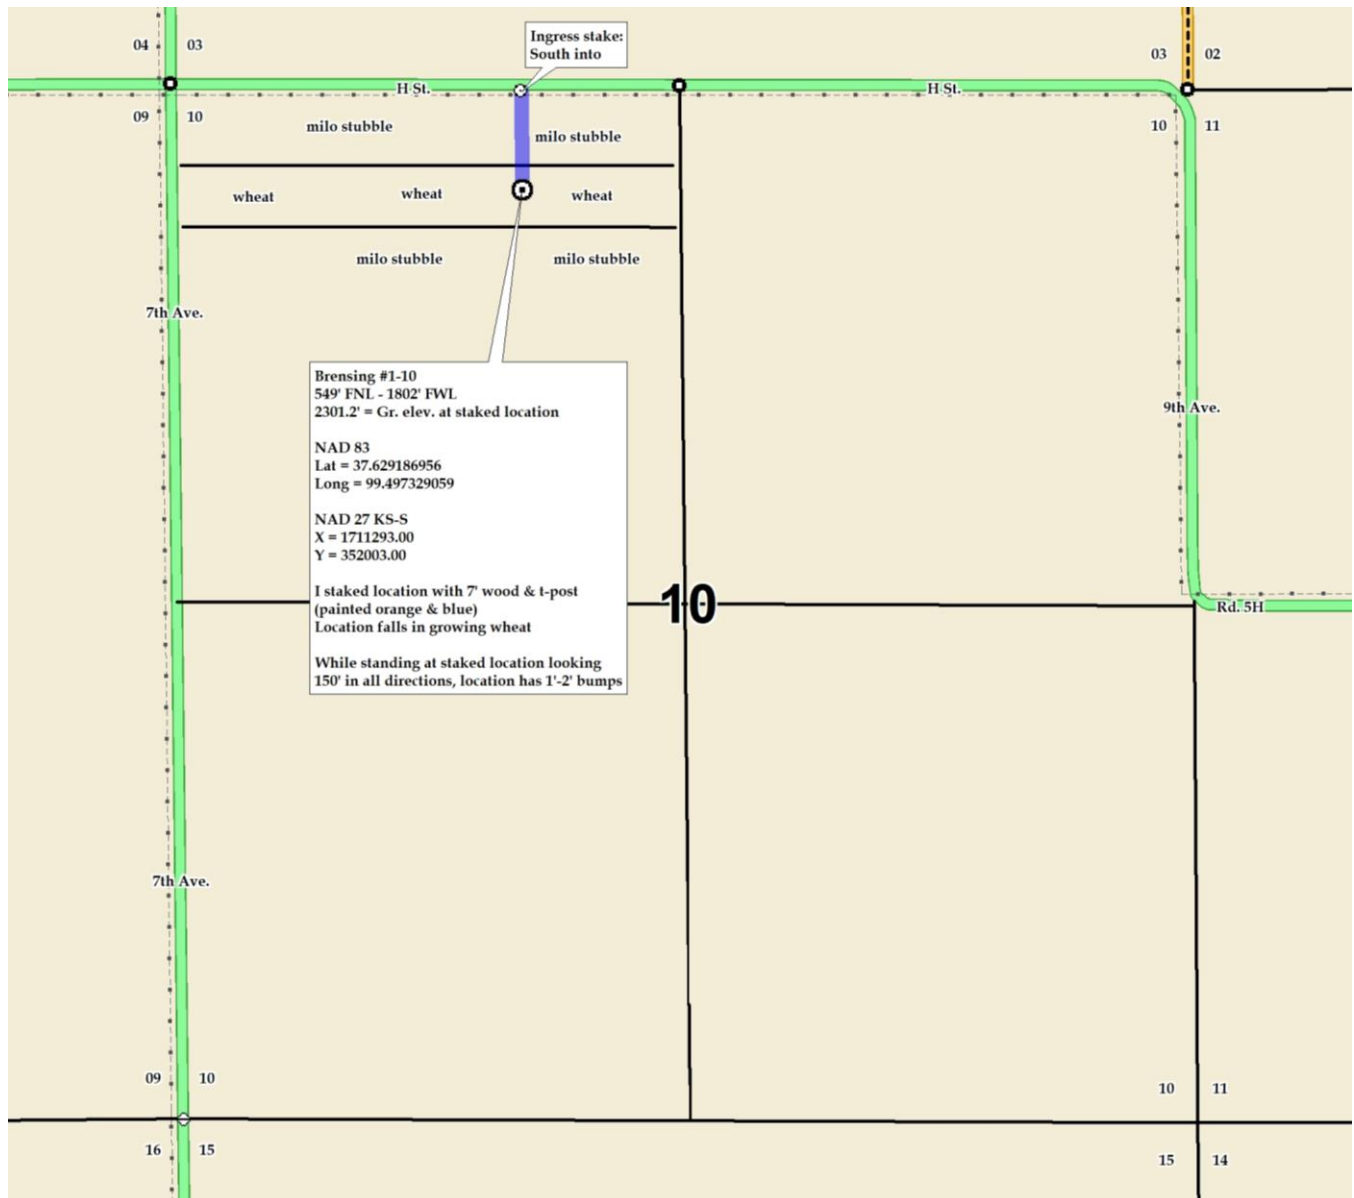 Ingress stake:
South into
04 03
03 02
H St.
H St.
09 10
10 11
milo stubble
milo stubble
wheat
wheat
wheat
milo stubble
milo stubble
7th Ave.
Brensing #1-10
549' FNL - 1802' FWL
2301.2' = Gr. elev. at staked location
NAD 83
Lat = 37.629186956
Long = 99.497329059
NAD 27 KS-S
X = 1711293.00
Y = 352003.00
I staked location with 7' wood & t-post
(painted orange & blue)
Location falls in growing wheat
While standing at staked location looking
150' in all directions, location has 1'-2' bumps
9th Ave.
10
Rd. 5H
7th Ave.
09 10
10 11
16 15
15 14